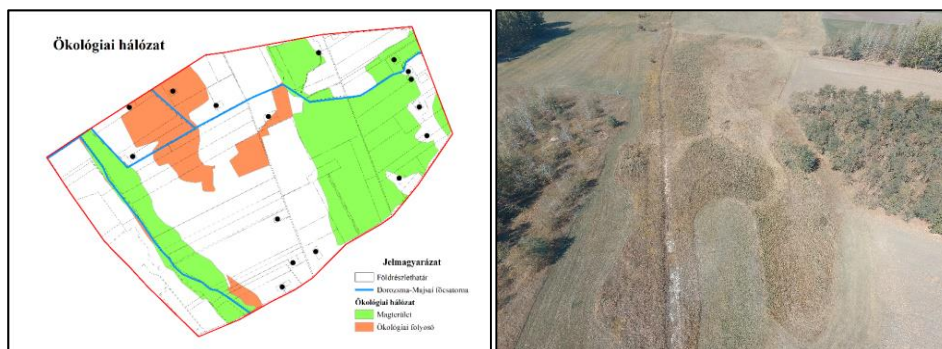 Ökológiai hálózat
Jelmagyarázat
Földrészlethatár
Dorozsma-Majsai főcsatorna
Ökológiai hálózat
Magterület
Ökológiai folyosó